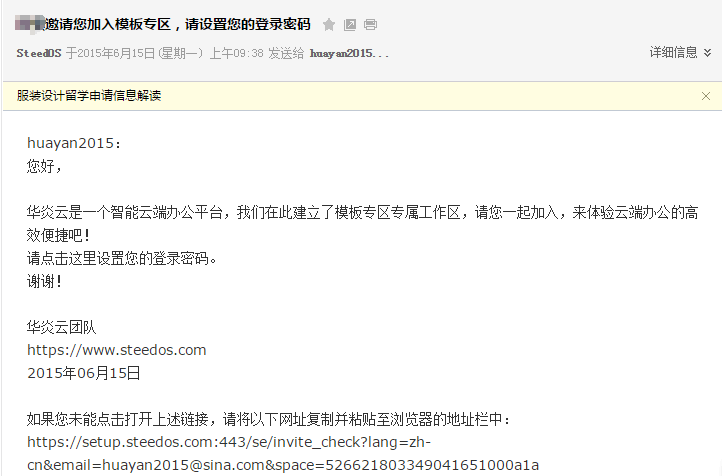 邀请您加入模板专区，请设置您的登录密码
SteedOS 于2015年6月15日(星期一) 上午09:38 发送给 huayan2015...
详细信息
服装设计留学申请信息解读
huayan2015：
您好，
华炎云是一个智能云端办公平台，我们在此建立了模板专区专属工作区，请您一起加入，来体验云端办公的高
效便捷吧！
请点击这里设置您的登录密码。
谢谢！
华炎云团队
https://www.steedos.com
2015年06月15日
如果您未能点击打开上述链接，请将以下网址复制并粘贴至浏览器的地址栏中：
https://setup.steedos.com:443/se/invite_check?lang=zh-
cn&email=huayan2015@sina.com&space=526621803349041651000a1a